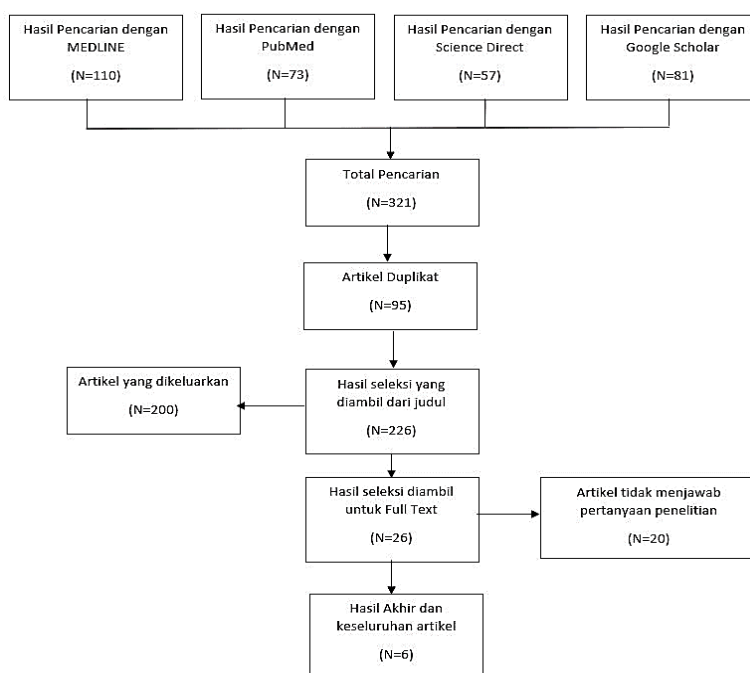 Hasil Pencarian dengan
MEDLINE
(N=110)
Hasil Pencarian dengan
PubMed
(N=73)
Hasil Pencarian dengan
Science Direct
(N=57)
Hasil Pencarian dengan
Google Scholar
(N=81)
Total Pencarian
(N=321)
Artikel Duplikat
(N=95)
Artikel yang dikeluarkan
(N=200)
Hasil seleksi yang
diambil dari judul
(N=226)
Hasil seleksi diambil
untuk Full Text
(N=26)
Artikel tidak menjawab
pertanyaan penelitian
(N=20)
Hasil Akhir dan
keseluruhan artikel
(N=6)